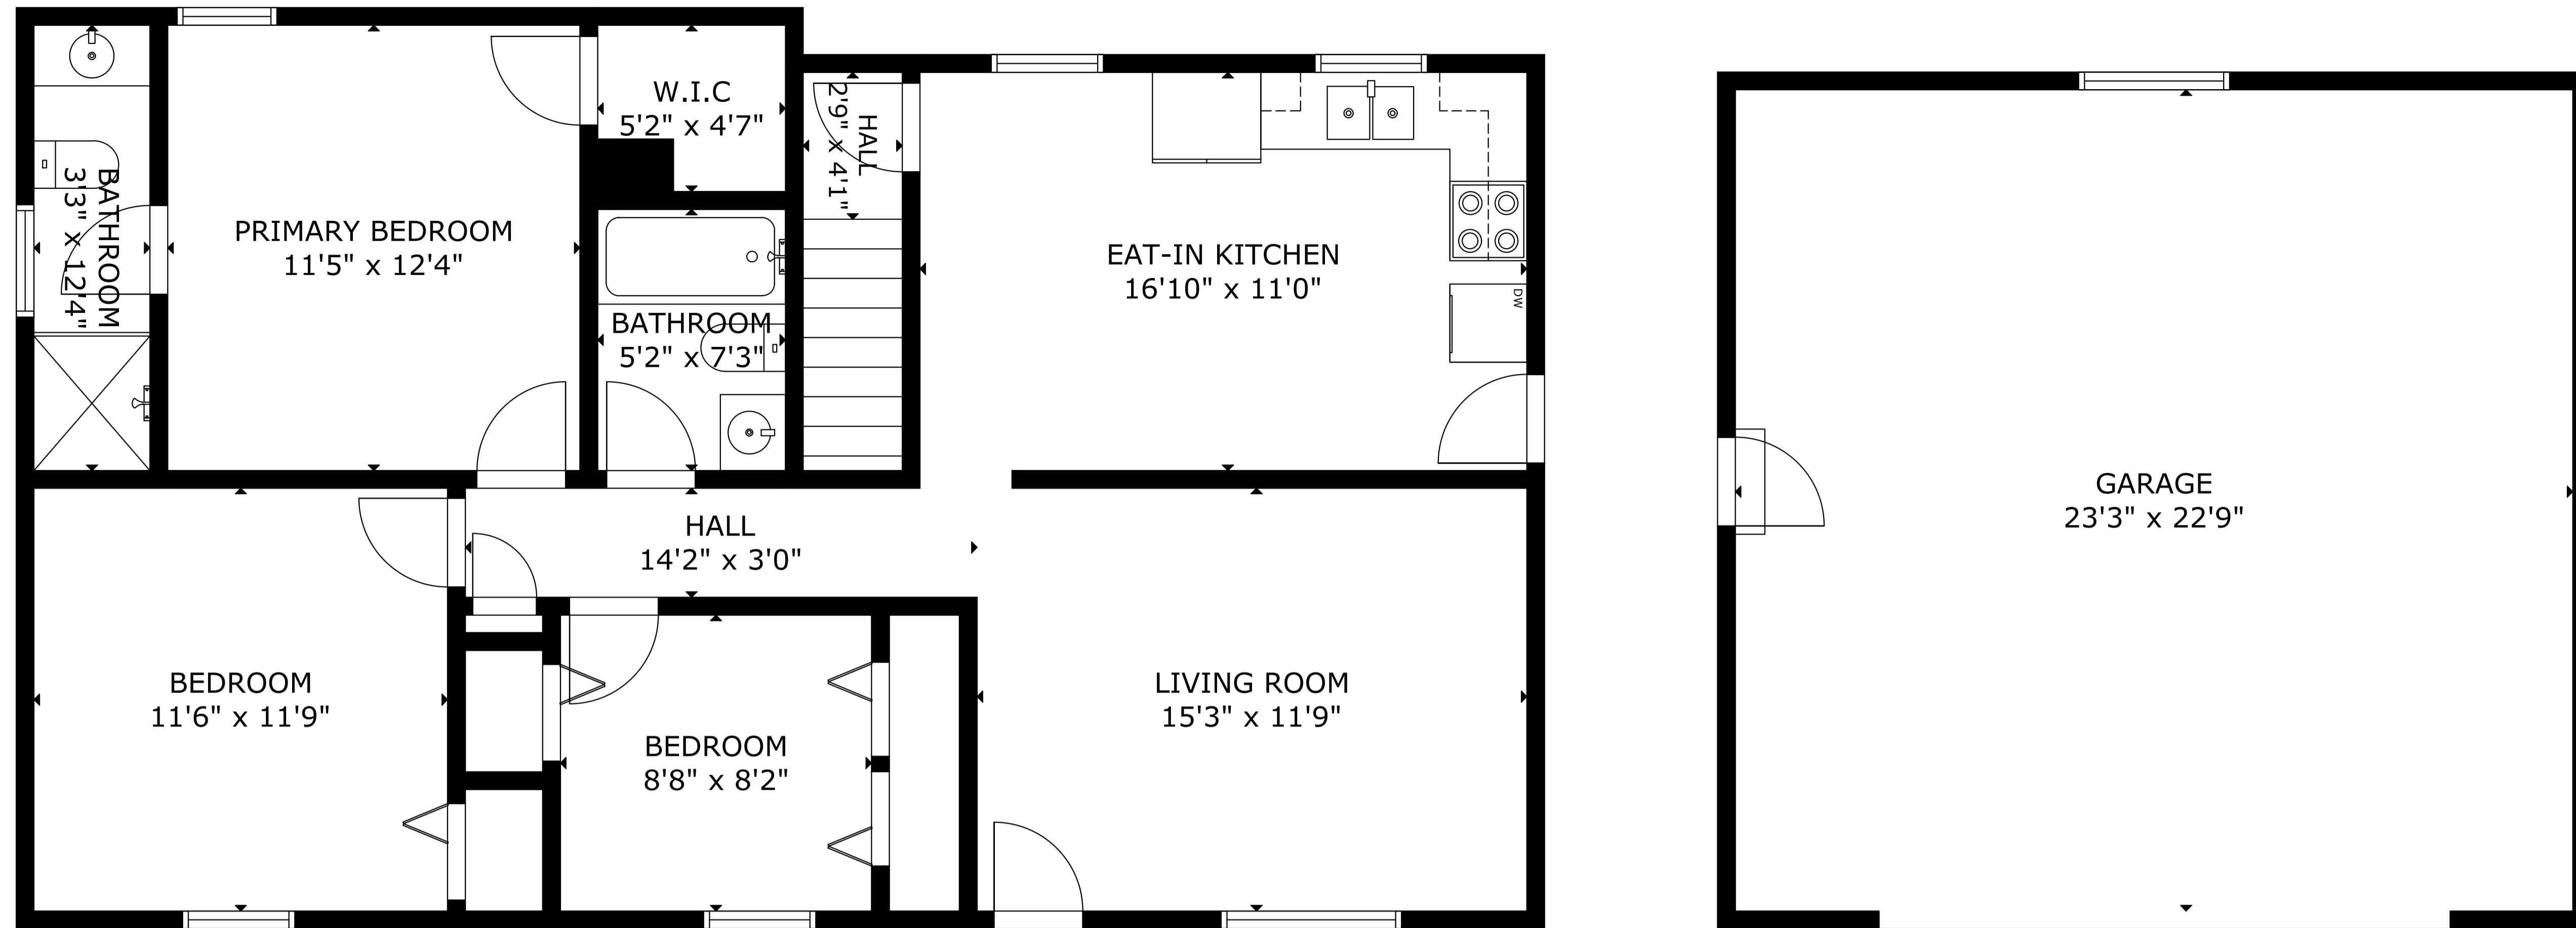 W.I.C
5'2" x 4'7"
HALL
2'9" x 4'1"
BATHROOM
3'3" x 12'4"
PRIMARY BEDROOM
11'5" x 12'4"
EAT-IN KITCHEN
16'10" x 11'0"
DW
BATHROOM
5'2" x 7'3"
GARAGE
23'3" x 22'9"
HALL
14'2" x 3'0"
BEDROOM
11'6" x 11'9"
LIVING ROOM
15'3" x 11'9"
BEDROOM
8'8" x 8'2"